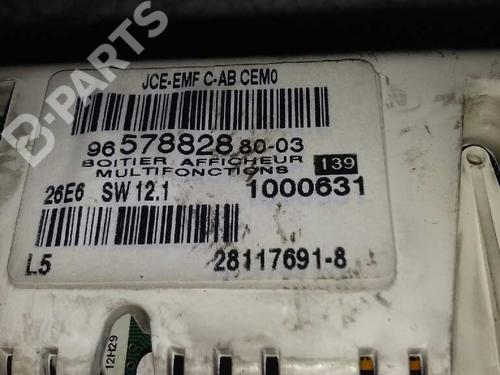 B-PARTS
JCE-EMF C-AB CEM0
96 578828 80-03
BOITIER AFFICHEUR
MULTIFONCTIONS 139
26E6 SW 12.1 1000631
L5 28117691-8
12H29